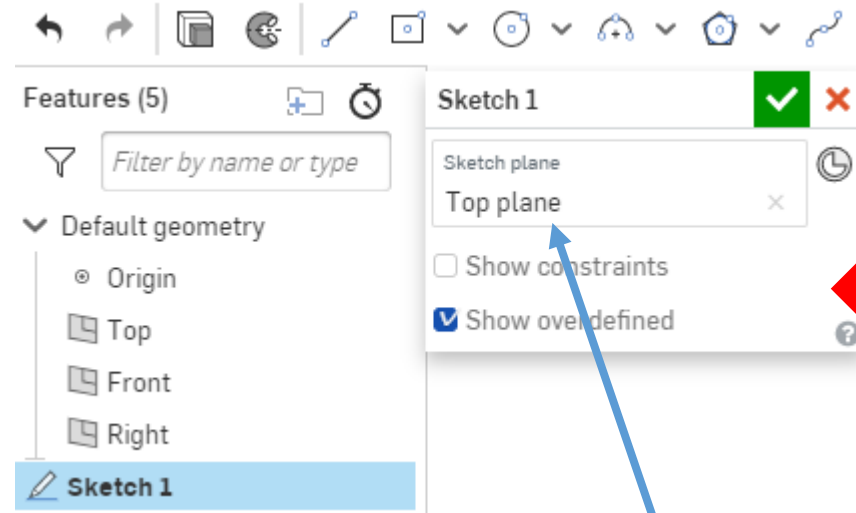 Features (5)
Filter by name or type
Default geometry
Origin
Top
Front
Right
Sketch 1
Sketch 1
Sketch plane
Top plane
Show constraints
Show overdefined